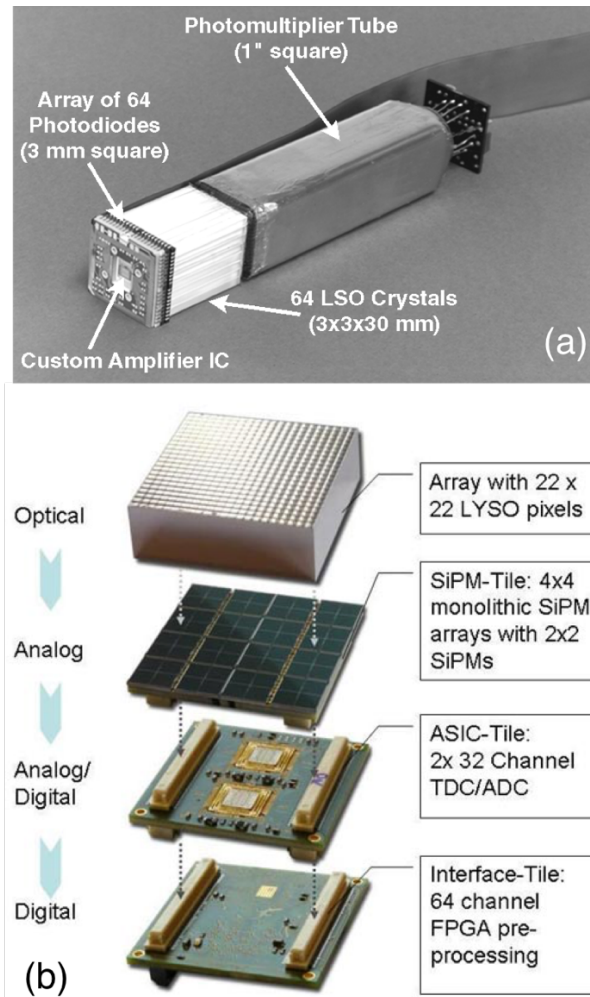 Photomultiplier Tube
(1" square)
Array of 64
Photodiodes
(3 mm square)
64 LSO Crystals
(3x3x30 mm)
Custom Amplifier IC
(a)
Optical
Analog
Analog/
Digital
Digital
Array with 22 x
22 LYSO pixels
SiPM-Tile: 4x4
monolithic SiPM
arrays with 2x2
SiPMs
ASIC-Tile:
2x 32 Channel
TDC/ADC
Interface-Tile:
64 channel
FPGA pre-
processing
(b)